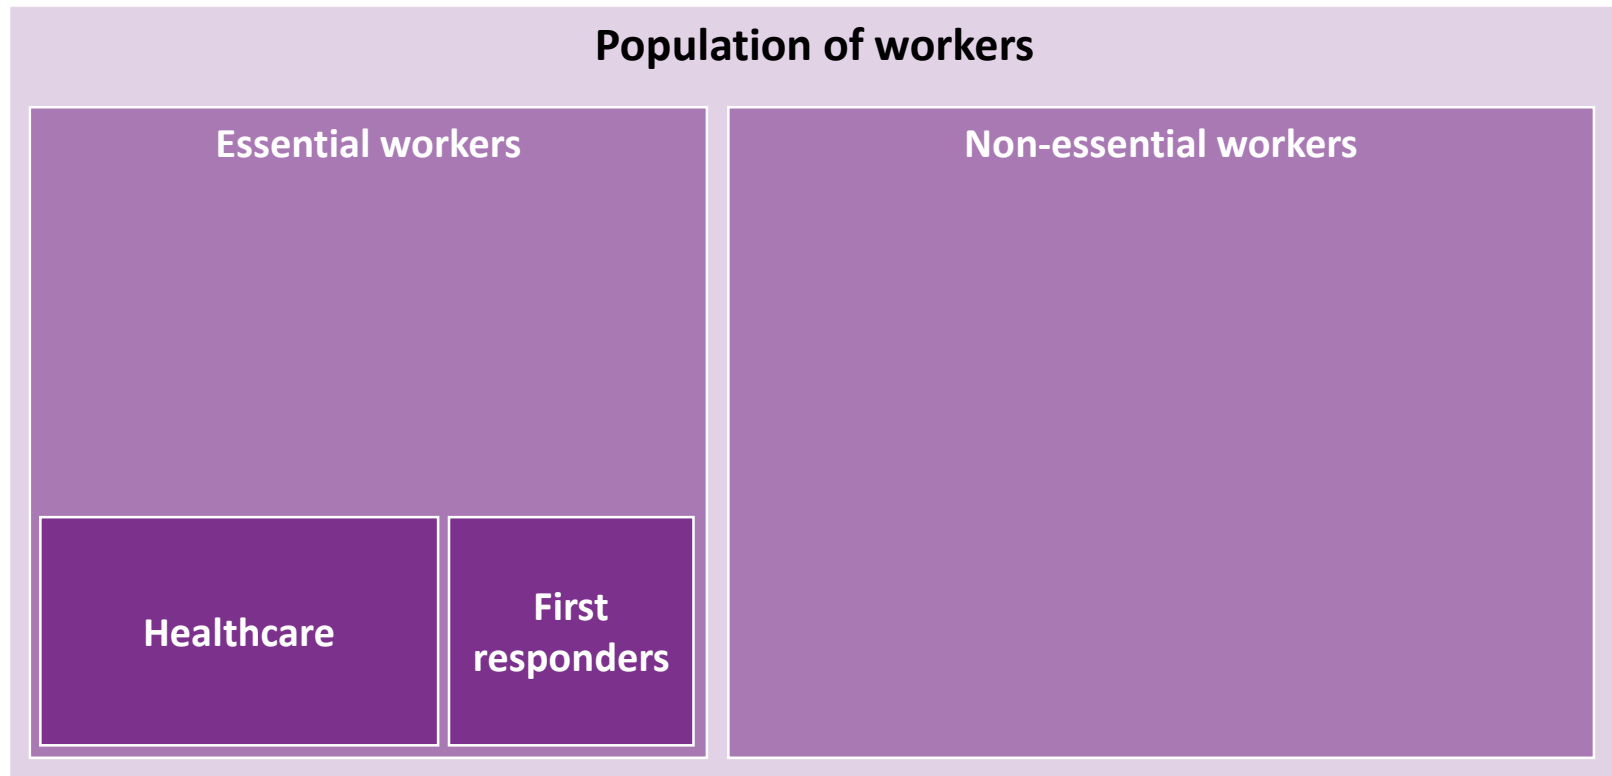 Population of workers
Essential workers
Non-essential workers
Healthcare
First
responders